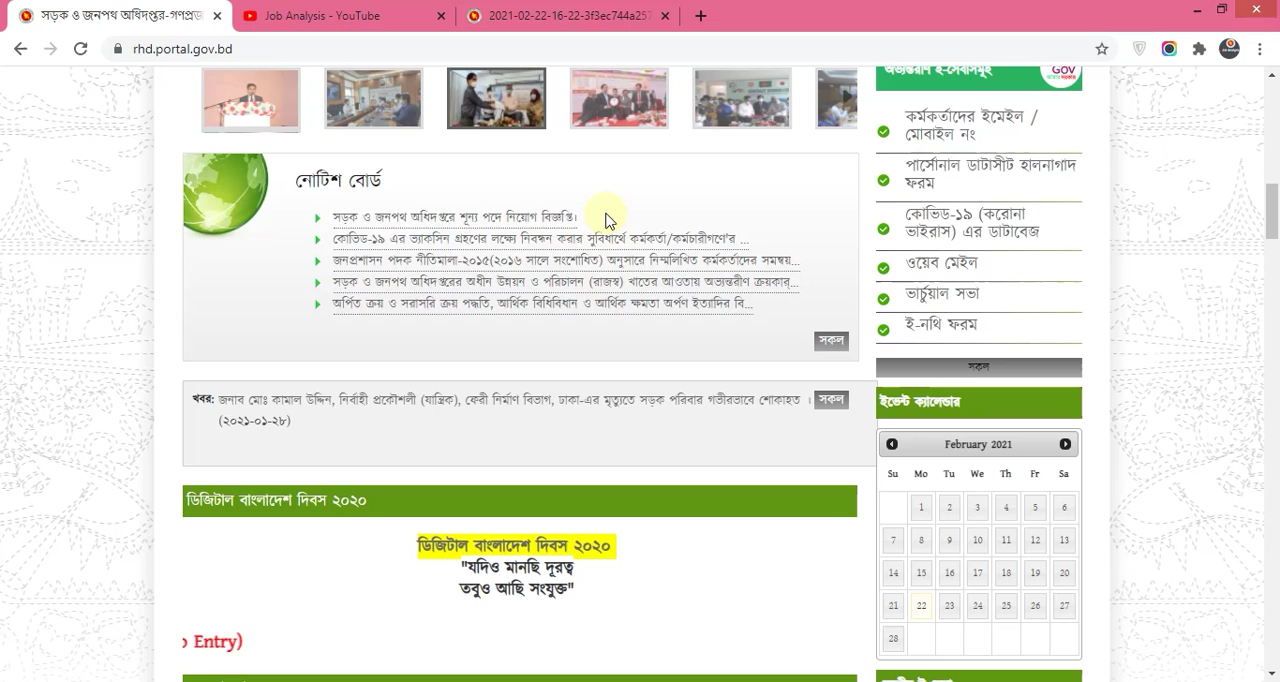 সড়ক ও জনপথ অধিদপ্তর-গণপ্রজ
Job Analysis - YouTube
2021-02-22-16-22-3f3ec744a257
rhd.portal.gov.bd
অভ্যন্তরীণ ই-সেবাসমূহ
GOV
কর্মকর্তাদের ইমেইল /
মোবাইল নং
পার্সোনাল ডাটাসীট হালনাগাদ
ফরম
কোভিড-১৯ (করোনা
ভাইরাস) এর ডাটাবেজ
ওয়েব মেইল
ভার্চুয়াল সভা
ই-নথি ফরম
সকল
নোটিশ বোর্ড
সড়ক ও জনপথ অধিদপ্তরে শূন্য পদে নিয়োগ বিজ্ঞপ্তি।
কোভিড-১৯ এর ভ্যাকসিন গ্রহণের লক্ষ্যে নিবন্ধন করার সুবিধার্থে কর্মকর্তা/কর্মচারীগণে'র ...
জনপ্রশাসন পদক নীতিমালা-২০১৫(২০১৬ সালে সংশোধিত) অনুসারে নিম্নলিখিত কর্মকর্তাদের সমন্বয়...
সড়ক ও জনপথ অধিদপ্তরের অধীন উন্নয়ন ও পরিচালন (রাজস্ব) খাতের আওতায় অভ্যন্তরীণ ক্রয়কার্...
অর্পিত ক্রয় ও সরাসরি ক্রয় পদ্ধতি, আর্থিক বিধিবিধান ও আর্থিক ক্ষমতা অর্পণ ইত্যাদির বি...
সকল
খবর: জনাব মোঃ কামাল উদ্দিন, নির্বাহী প্রকৌশলী (যান্ত্রিক), ফেরী নির্মাণ বিভাগ, ঢাকা-এর মৃত্যুতে সড়ক পরিবার গভীরভাবে শোকাহত । সকল
(২০২১-০১-২৮)
ইভেন্ট ক্যালেন্ডার
February 2021
Su Mo Tu We Th Fr Sa
1 2 3 4 5 6
7 8 9 10 11 12 13
14 15 16 17 18 19 20
21 22 23 24 25 26 27
28
ডিজিটাল বাংলাদেশ দিবস ২০২০
ডিজিটাল বাংলাদেশ দিবস ২০২০
"যদিও মানছি দূরত্ব
তবুও আছি সংযুক্ত"
Entry)